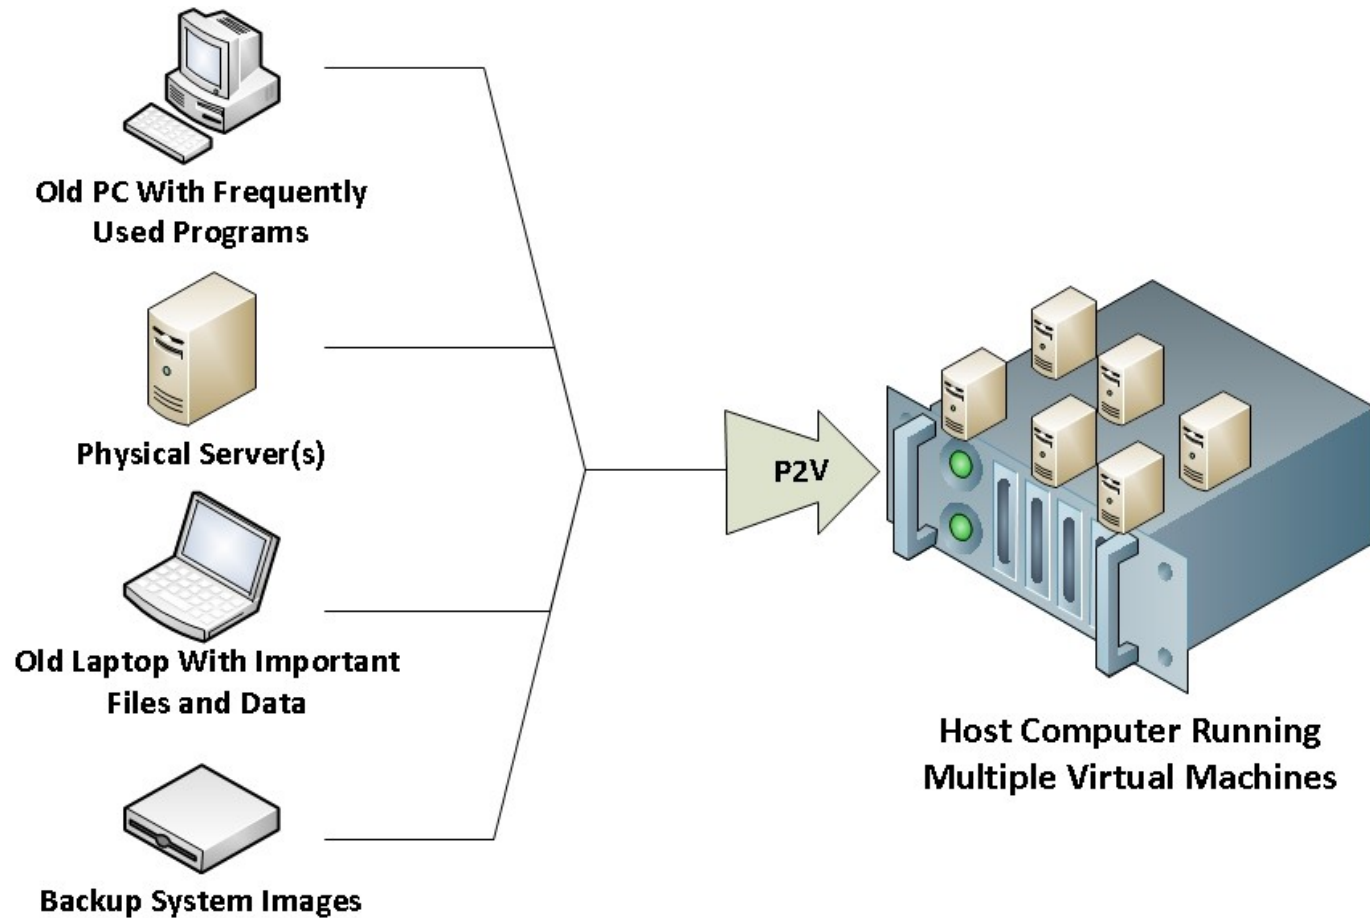 Old PC With Frequently
Used Programs
Physical Server(s)
Old Laptop With Important
Files and Data
Backup System Images
P2V
Host Computer Running
Multiple Virtual Machines